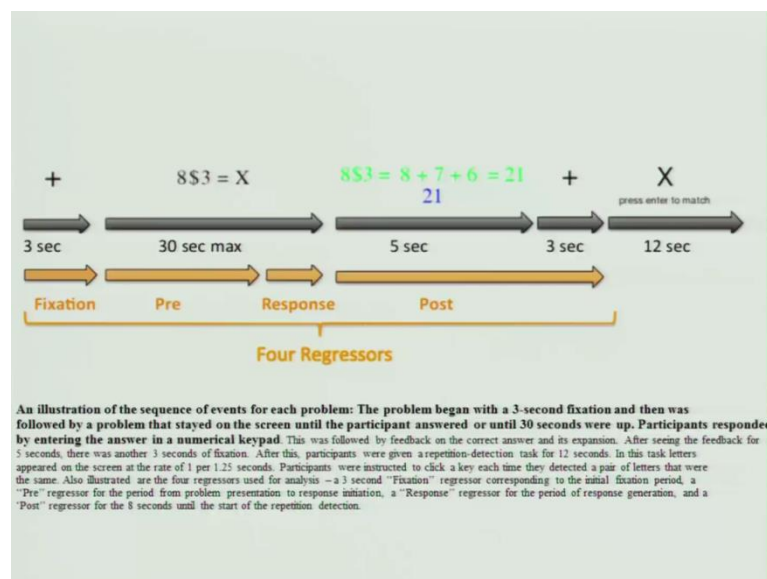 + 8$3 = X 8$3 = 8 + 7 + 6 = 21 + X
21 press enter to match
3 sec 30 sec max 5 sec 3 sec 12 sec
Fixation Pre Response Post
Four Regressors
An illustration of the sequence of events for each problem: The problem began with a 3-second fixation and then was
followed by a problem that stayed on the screen until the participant answered or until 30 seconds were up. Participants responded
by entering the answer in a numerical keypad. This was followed by feedback on the correct answer and its expansion. After seeing the feedback for
5 seconds, there was another 3 seconds of fixation. After this, participants were given a repetition-detection task for 12 seconds. In this task letters
appeared on the screen at the rate of 1 per 1.25 seconds. Participants were instructed to click a key each time they detected a pair of letters that were
the same. Also illustrated are the four regressors used for analysis – a 3 second "Fixation" regressor corresponding to the initial fixation period, a
"Pre" regressor for the period from problem presentation to response initiation, a "Response" regressor for the period of response generation, and a
"Post" regressor for the 8 seconds until the start of the repetition detection.